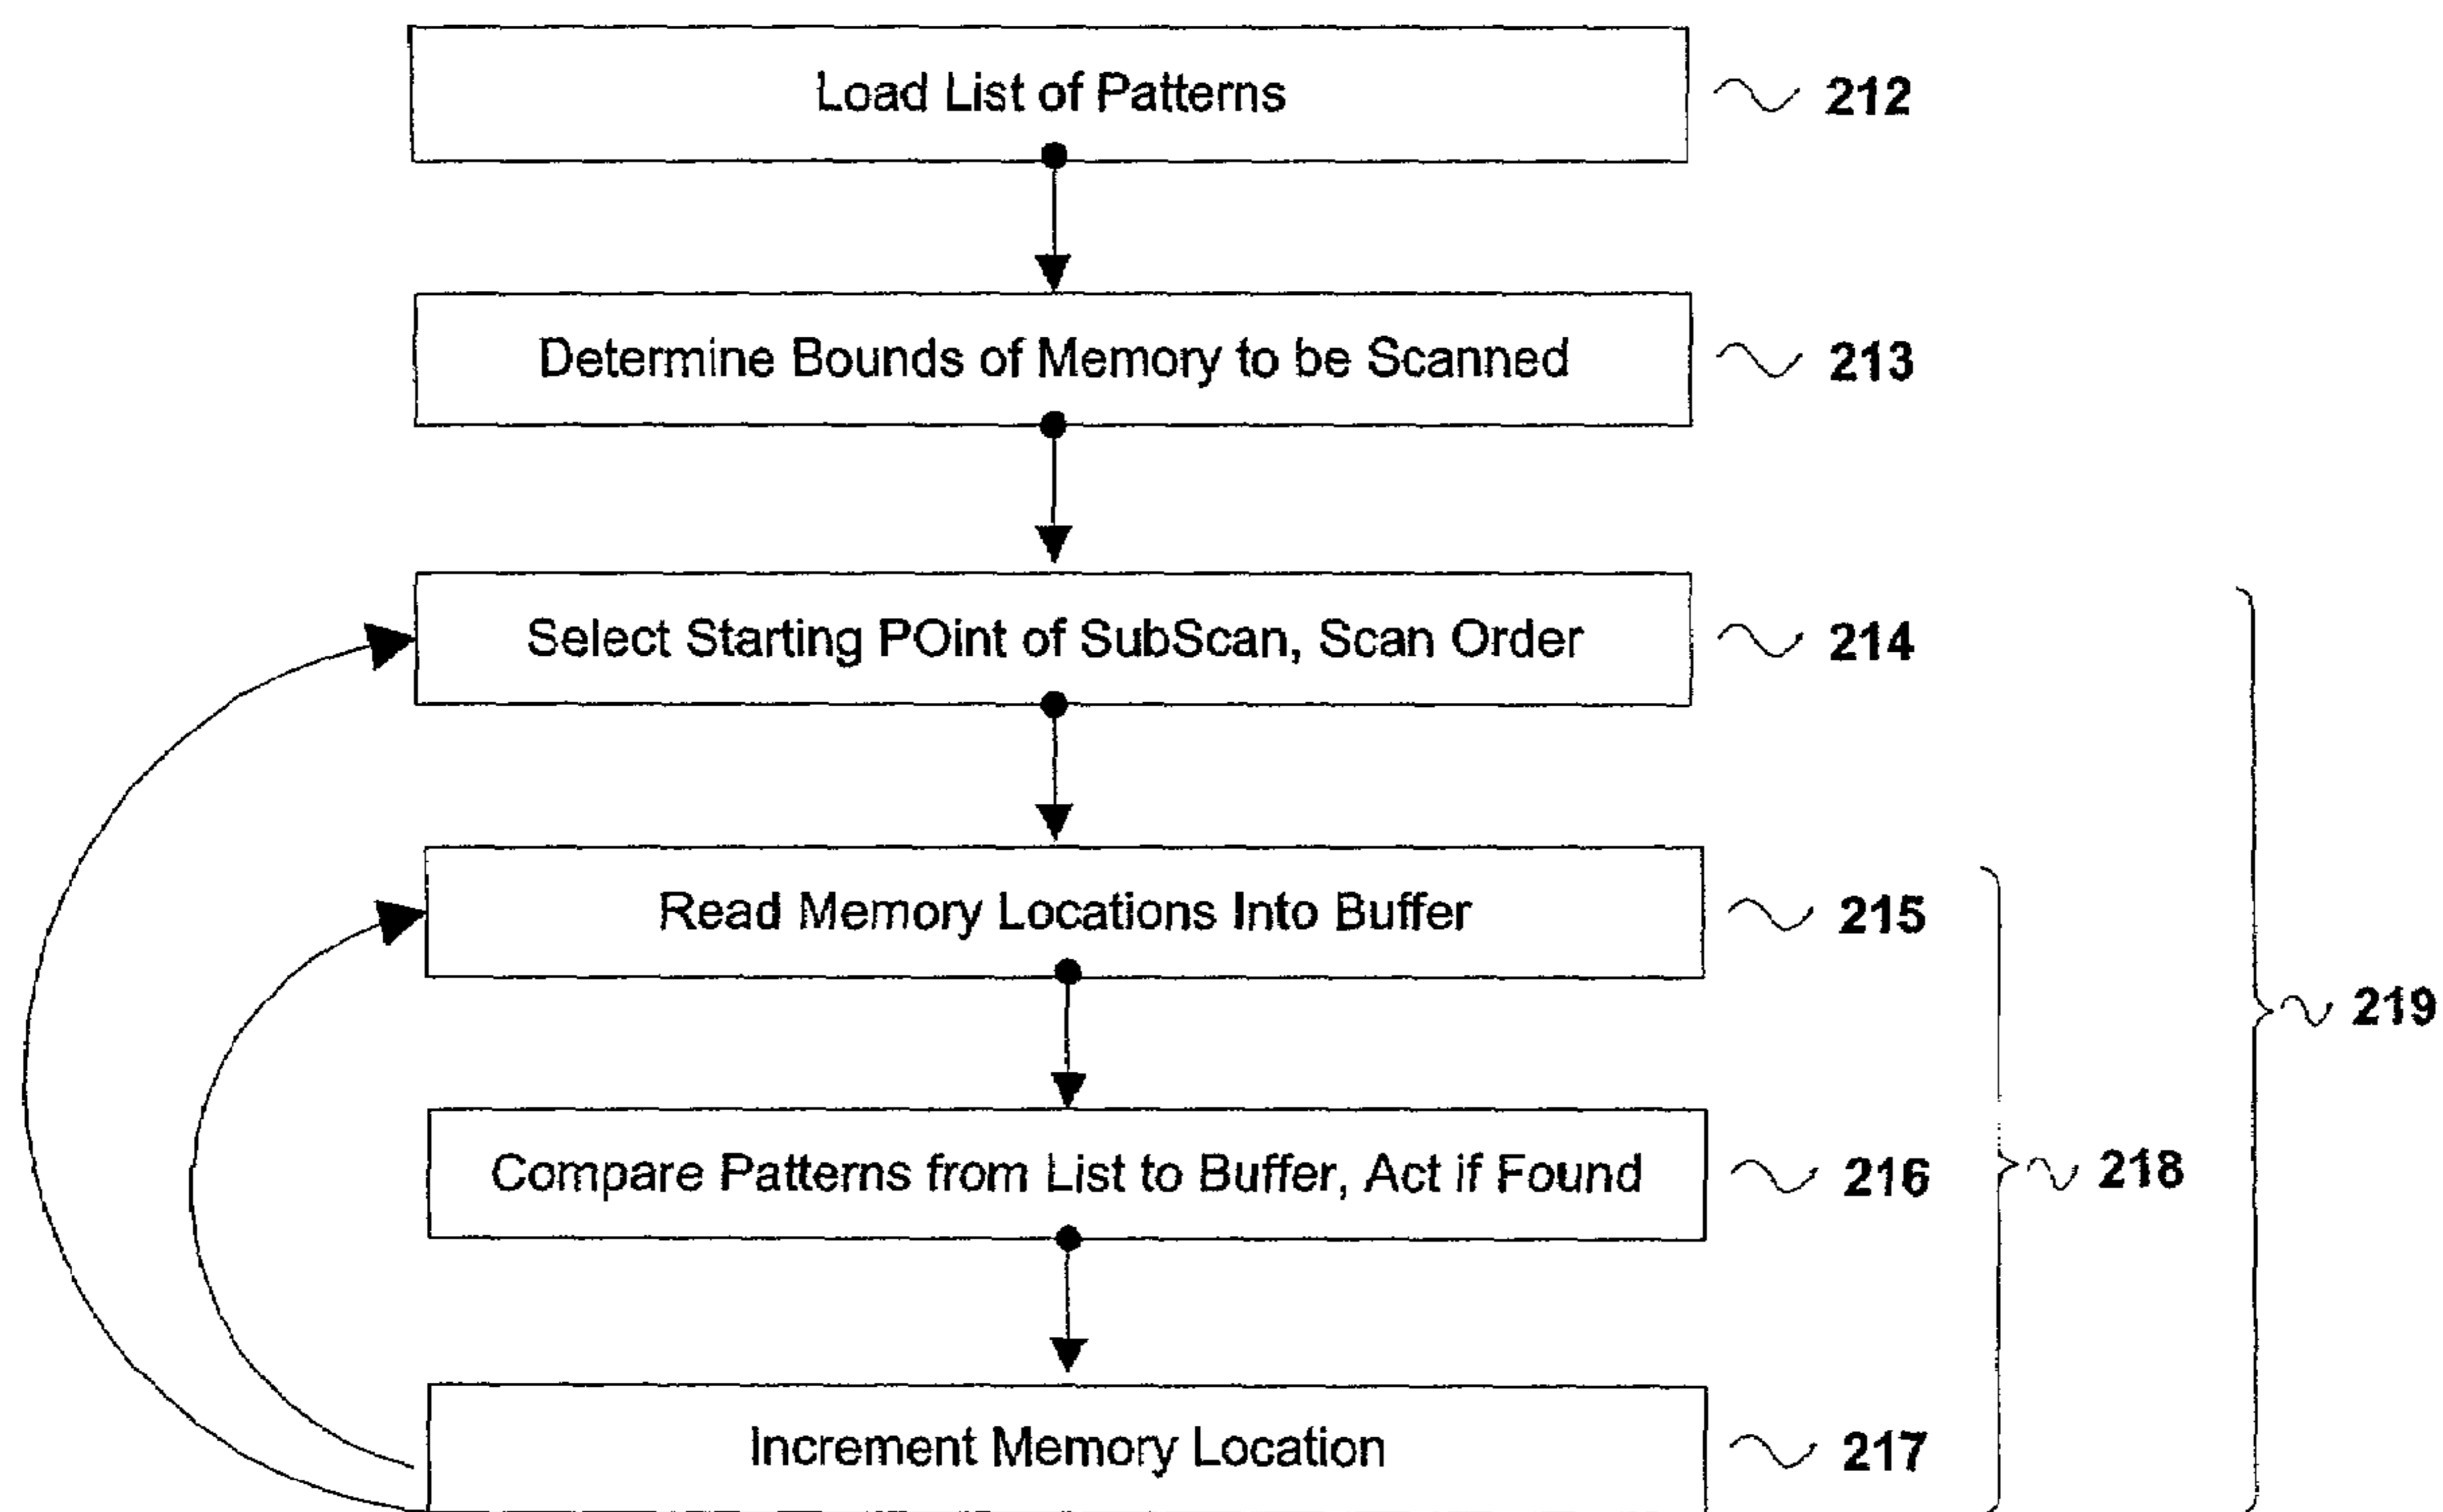 Load List of Patterns 212
Determine Bounds of Memory to be Scanned 213
Select Starting POint of SubScan, Scan Order 214
Read Memory Locations Into Buffer 215
219
Compare Patterns from List to Buffer, Act if Found 216
218
Increment Memory Location 217